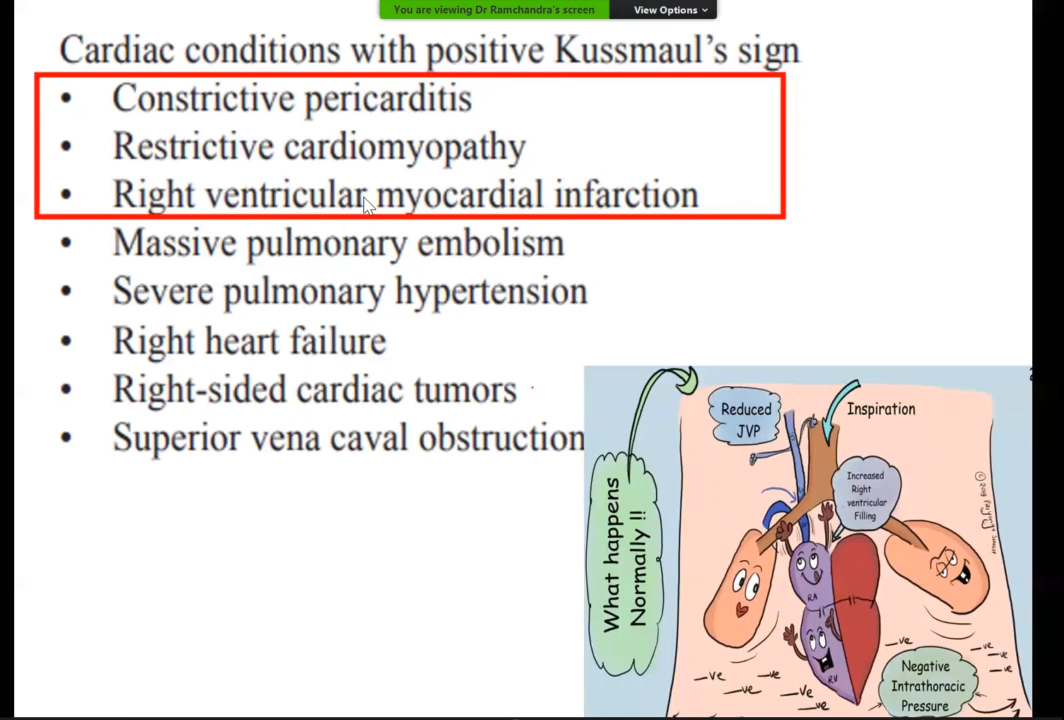 You are viewing Dr Ramchandra's screen
View Options
Cardiac conditions with positive Kussmaul's sign
• Constrictive pericarditis
• Restrictive cardiomyopathy
• Right ventricular myocardial infarction
• Massive pulmonary embolism
• Severe pulmonary hypertension
• Right heart failure
• Right-sided cardiac tumors
• Superior vena caval obstruction
What happens
Normally !!
Reduced
JVP
Inspiration
Increased
Right
ventricular
Filling
RA
RV
-ve
-ve
-ve
-ve
-ve
-ve
-ve
-ve
-ve
Negative
Intrathoracic
Pressure